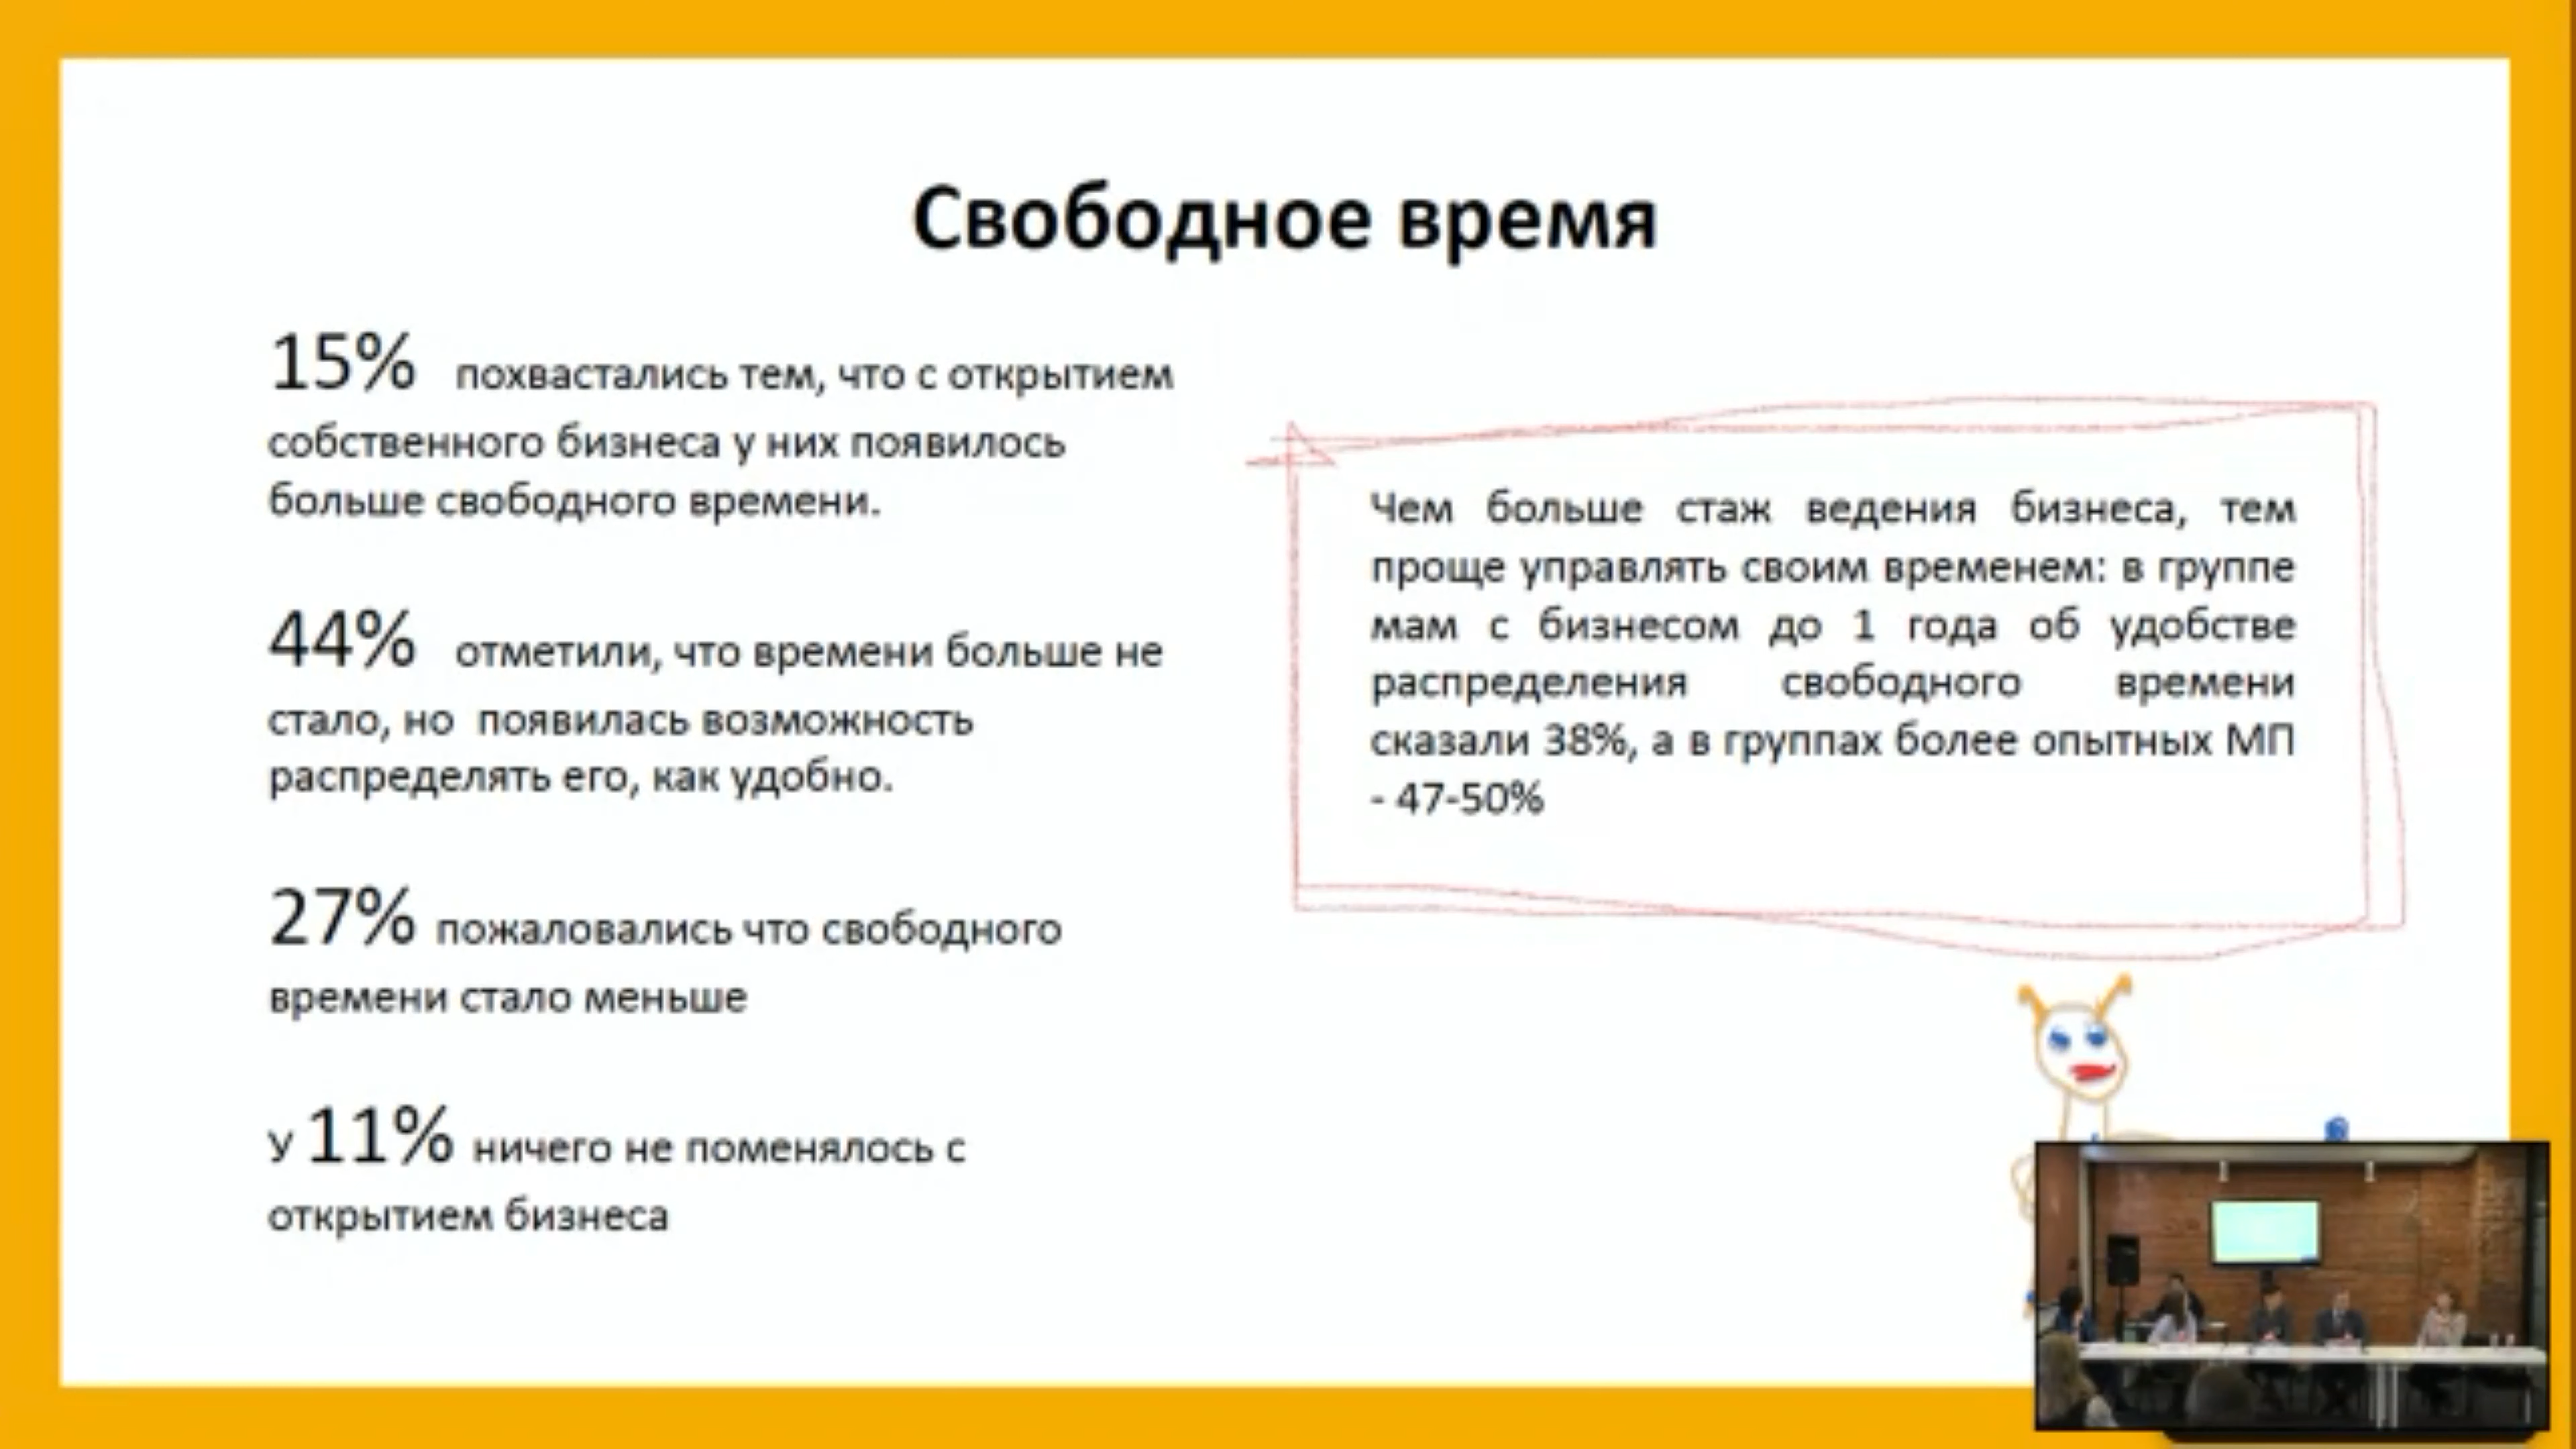 Свободное время
15% похвастались тем, что с открытием
собственного бизнеса у них появилось
больше свободного времени.
44% отметили, что времени больше не
стало, но появилась возможность
распределять его, как удобно.
27% пожаловались что свободного
времени стало меньше
У 11% ничего не поменялось с
открытием бизнеса
Чем больше стаж ведения бизнеса, тем
проще управлять своим временем: в группе
мам с бизнесом до 1 года об удобстве
распределения свободного времени
сказали 38%, а в группах более опытных МП
- 47-50%